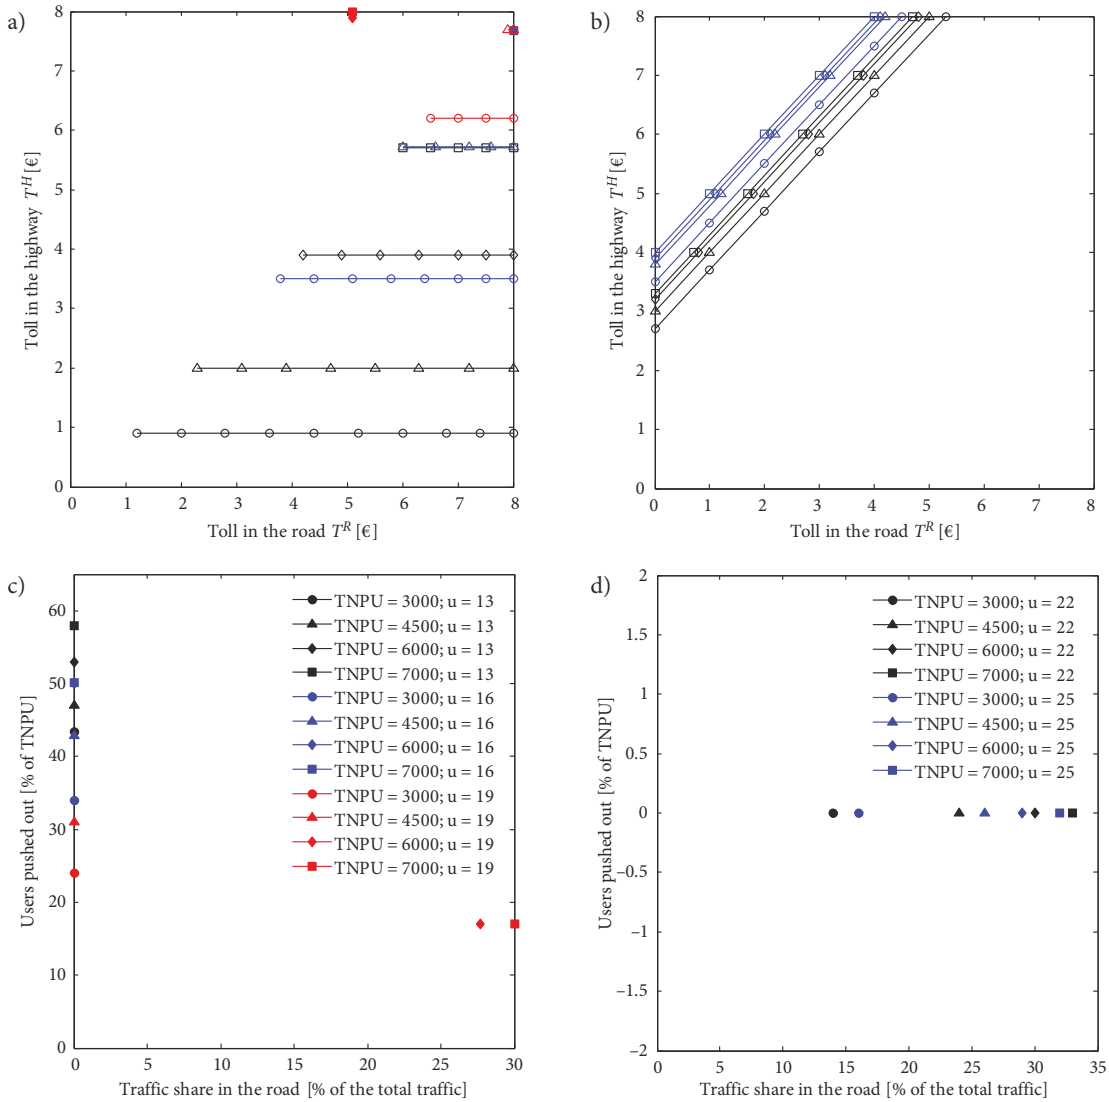 a)
8
7
6
5
4
3
2
1
0
Toll in the highway T^H [€]
0 1 2 3 4 5 6 7 8
Toll in the road T^R [€]
b)
8
7
6
5
4
3
2
1
0
Toll in the highway T^H [€]
0 1 2 3 4 5 6 7 8
Toll in the road T^R [€]
c)
60
50
40
30
20
10
0
Users pushed out [% of TNPU]
TNPU = 3000; u = 13
TNPU = 4500; u = 13
TNPU = 6000; u = 13
TNPU = 7000; u = 13
TNPU = 3000; u = 16
TNPU = 4500; u = 16
TNPU = 6000; u = 16
TNPU = 7000; u = 16
TNPU = 3000; u = 19
TNPU = 4500; u = 19
TNPU = 6000; u = 19
TNPU = 7000; u = 19
0 5 10 15 20 25 30
Traffic share in the road [% of the total traffic]
d)
2
1.5
1
0.5
0
−0.5
−1
−1.5
−2
Users pushed out [% of TNPU]
TNPU = 3000; u = 22
TNPU = 4500; u = 22
TNPU = 6000; u = 22
TNPU = 7000; u = 22
TNPU = 3000; u = 25
TNPU = 4500; u = 25
TNPU = 6000; u = 25
TNPU = 7000; u = 25
0 5 10 15 20 25 30 35
Traffic share in the road [% of the total traffic]